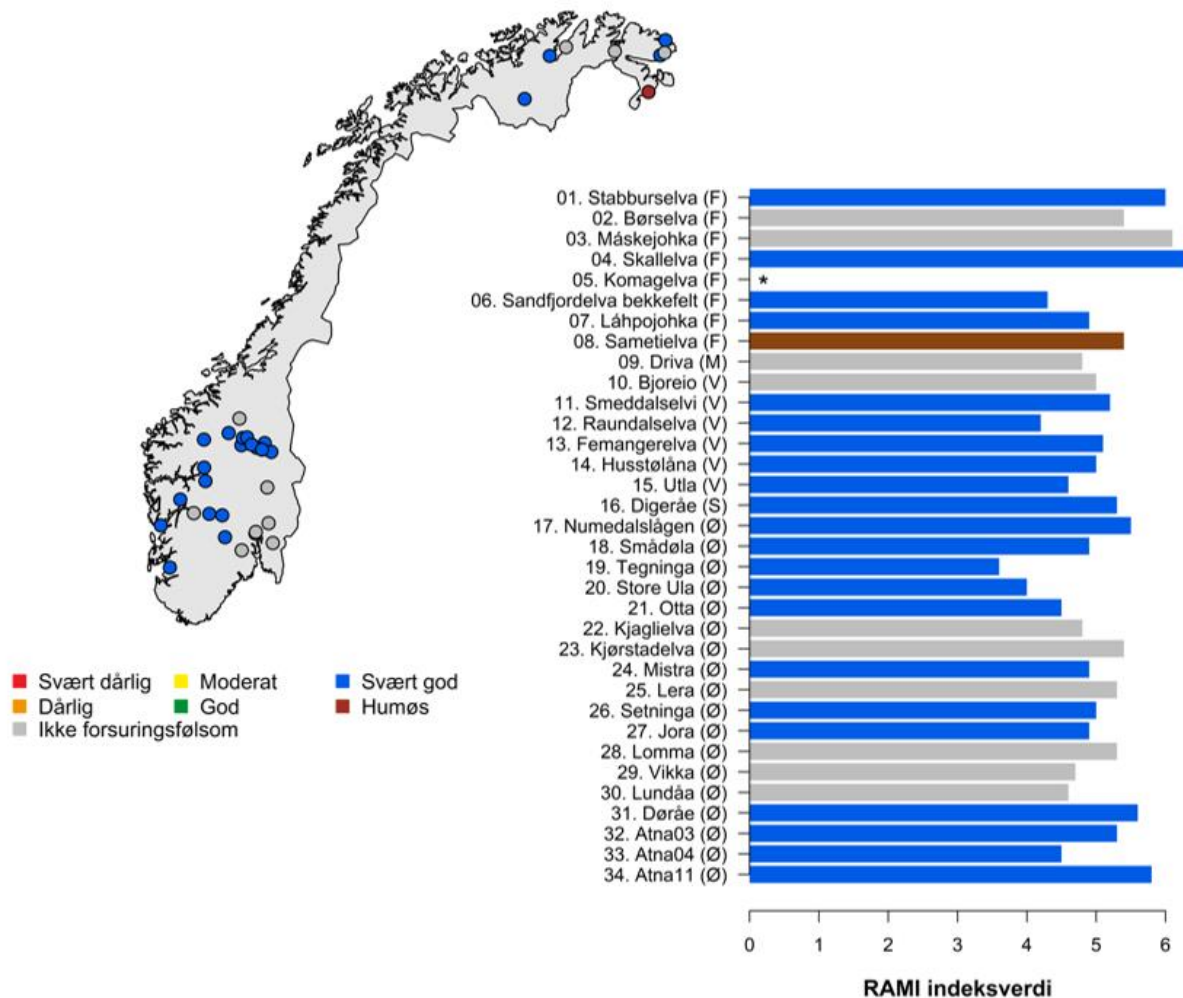 01. Stabburselva (F)
02. Børselva (F)
03. Máskejohka (F)
04. Skallelva (F)
05. Komagelva (F) *
06. Sandfjordelva bekkefelt (F)
07. Láhpojohka (F)
08. Sametielva (F)
09. Driva (M)
10. Bjoreio (V)
11. Smeddalselvi (V)
12. Raundalselva (V)
13. Femangerelva (V)
14. Husstølåna (V)
15. Utla (V)
16. Digeråe (S)
17. Numedalslågen (Ø)
18. Smådøla (Ø)
19. Tegninga (Ø)
20. Store Ula (Ø)
21. Otta (Ø)
22. Kjaglielva (Ø)
23. Kjørstadelva (Ø)
24. Mistra (Ø)
25. Lera (Ø)
26. Setninga (Ø)
27. Jora (Ø)
28. Lomma (Ø)
29. Vikka (Ø)
30. Lundåa (Ø)
31. Døråe (Ø)
32. Atna03 (Ø)
33. Atna04 (Ø)
34. Atna11 (Ø)
0 1 2 3 4 5 6
RAMI indeksverdi
Svært dårlig Moderat Svært god
Dårlig God Humøs
Ikke forsuringsfølsom